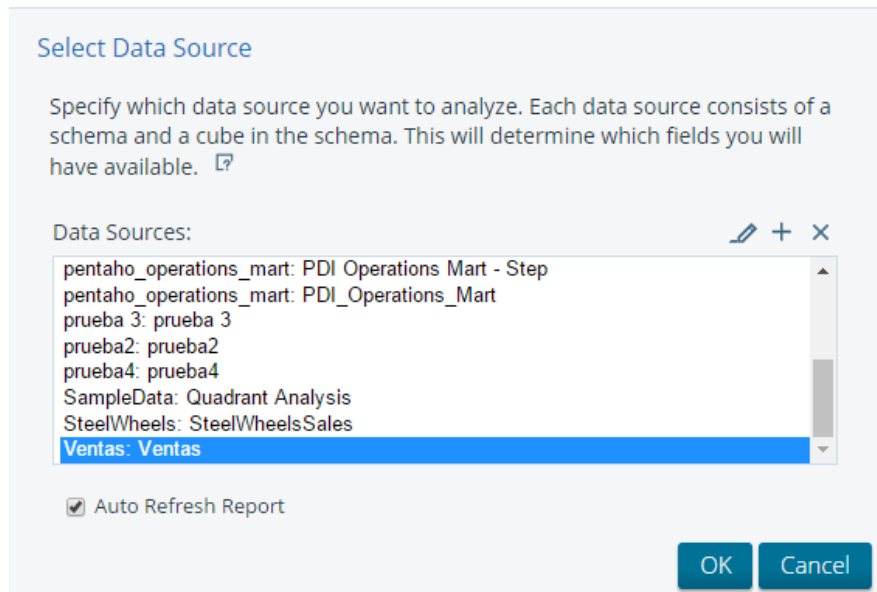 Select Data Source
Specify which data source you want to analyze. Each data source consists of a
schema and a cube in the schema. This will determine which fields you will
have available.
Data Sources:
pentaho_operations_mart: PDI Operations Mart - Step
pentaho_operations_mart: PDI_Operations_Mart
prueba 3: prueba 3
prueba2: prueba2
prueba4: prueba4
SampleData: Quadrant Analysis
SteelWheels: SteelWheelsSales
Ventas: Ventas
Auto Refresh Report
OK Cancel